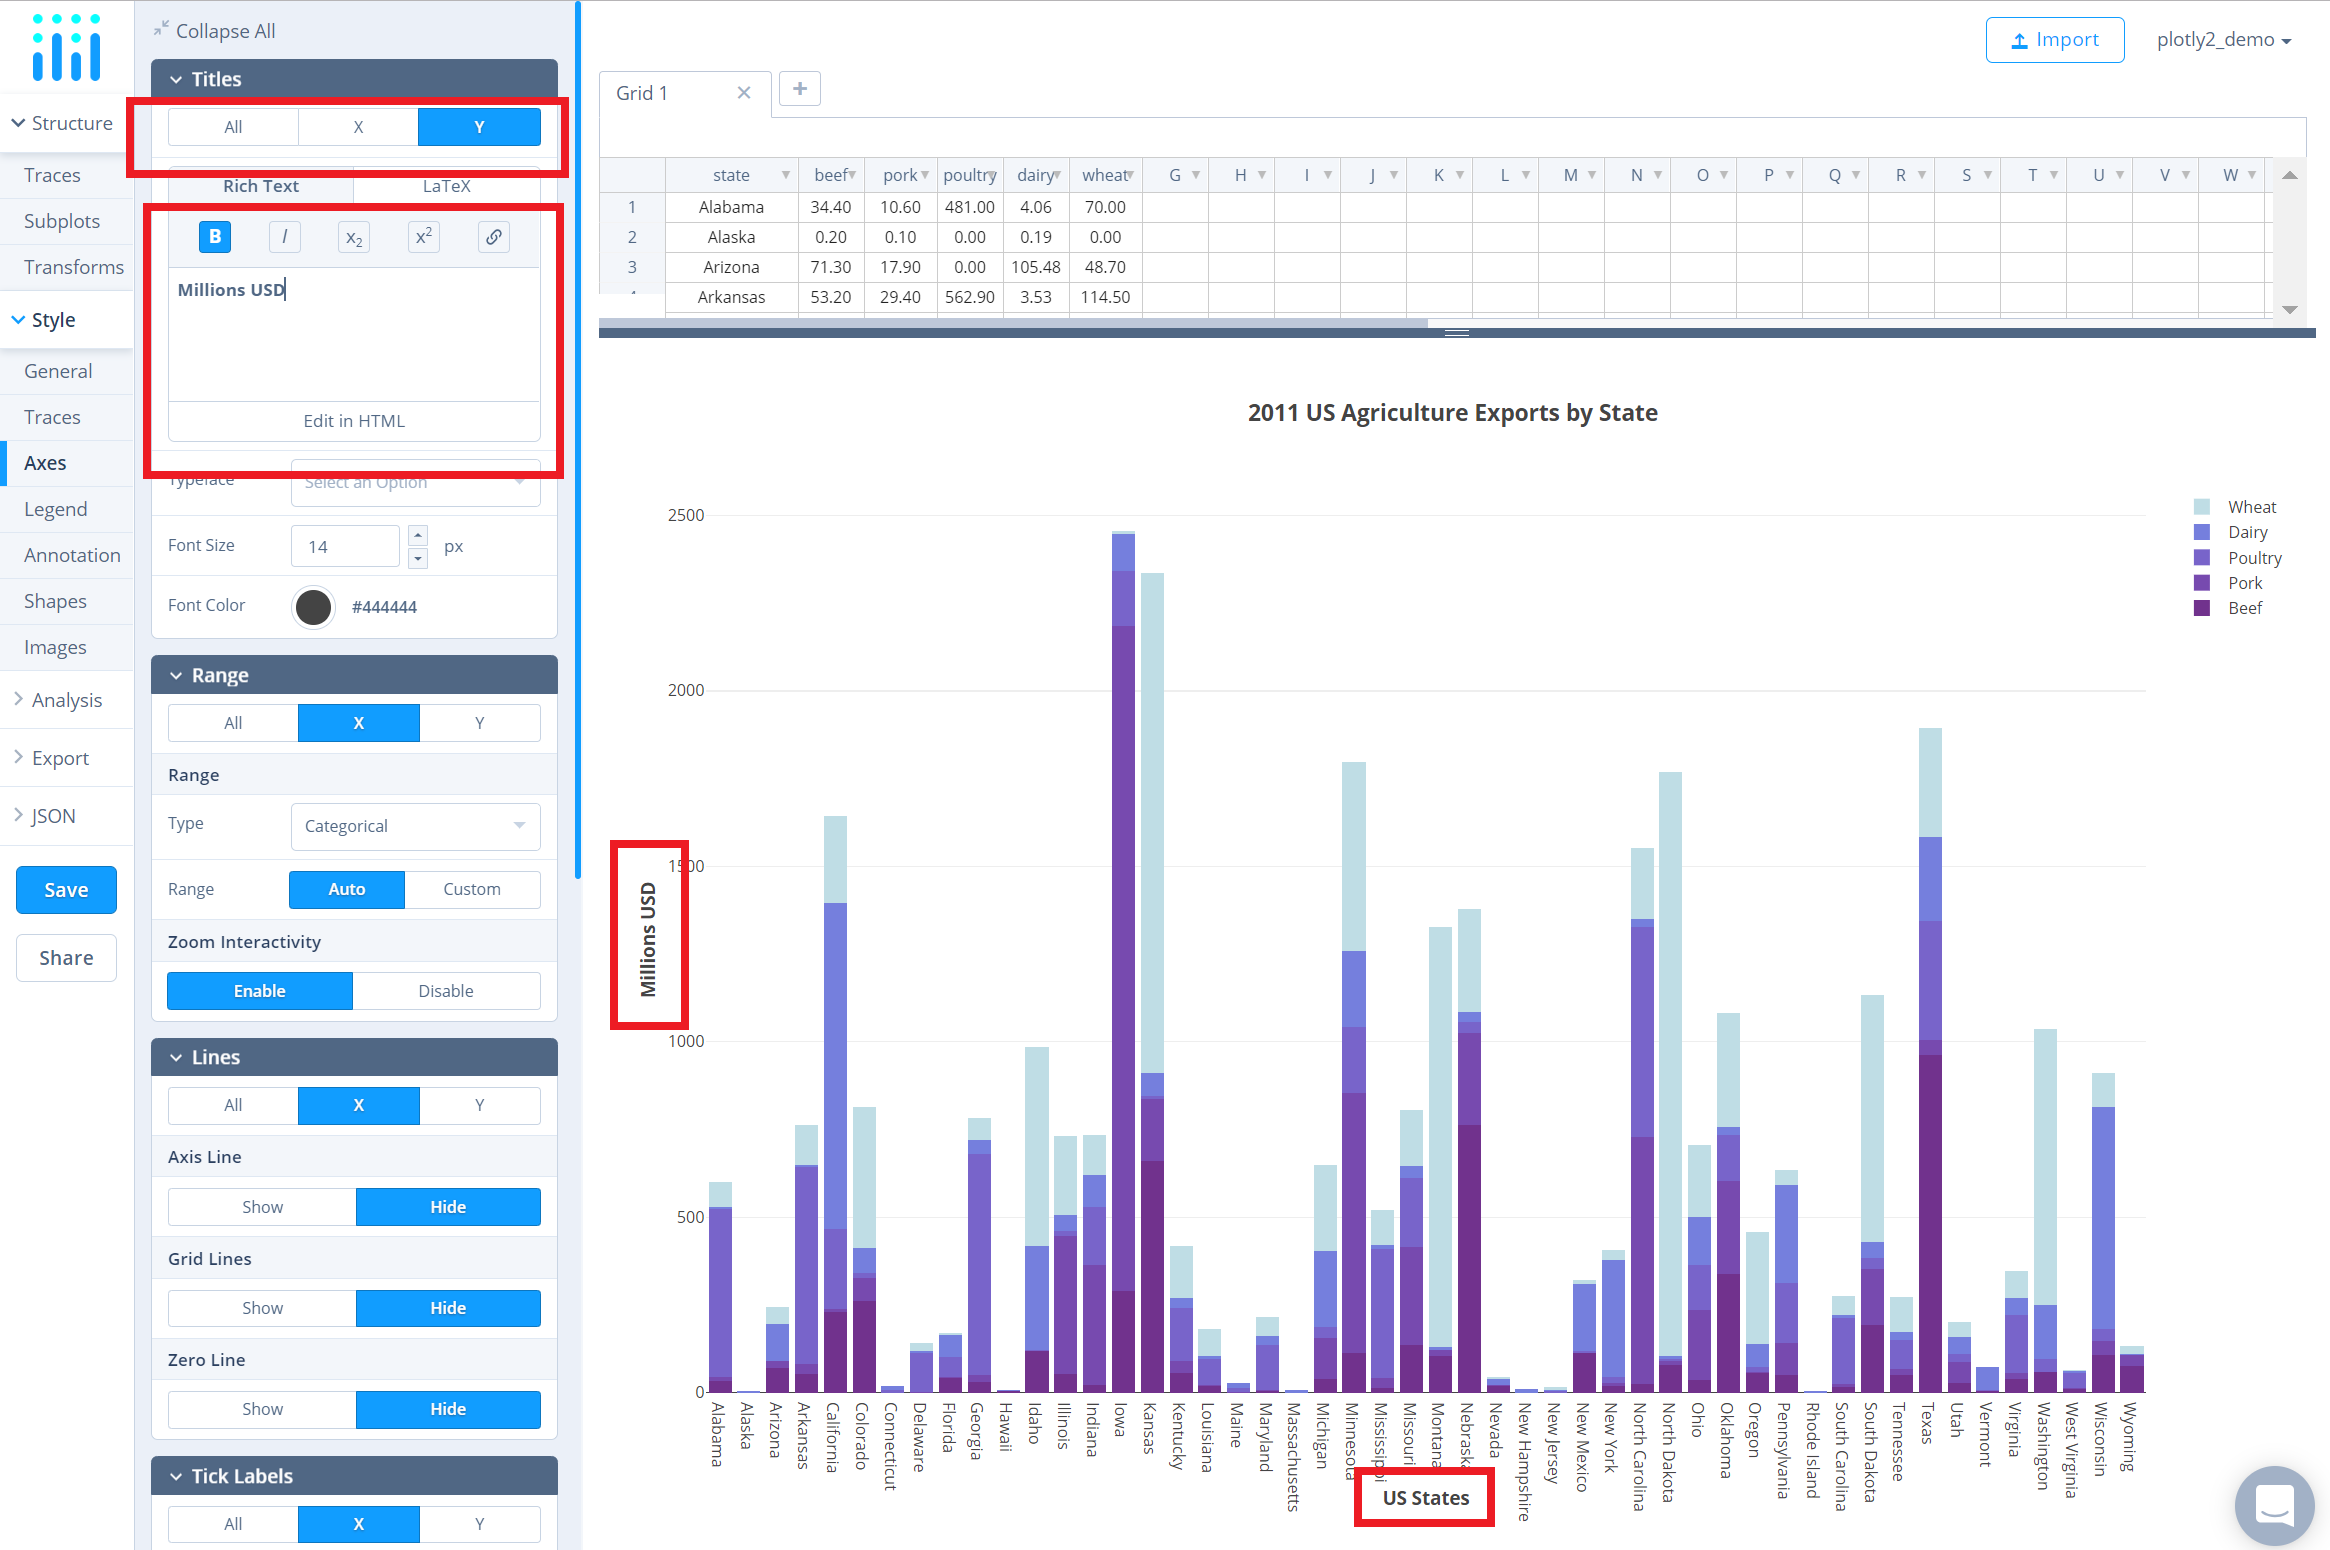 Collapse All
Import
plotly2_demo
Titles
All X Y
Rich Text LaTeX
B I x2 x2
Millions USD
Edit in HTML
Typeface Select an Option
Font Size 14 px
Font Color #444444
Range
All X Y
Range
Type Categorical
Range Auto Custom
Zoom Interactivity
Enable Disable
Lines
All X Y
Axis Line
Show Hide
Grid Lines
Show Hide
Zero Line
Show Hide
Tick Labels
All X Y
Structure
Traces
Subplots
Transforms
Style
General
Traces
Axes
Legend
Annotation
Shapes
Images
Analysis
Export
JSON
Save
Share
Grid 1
+
state beef pork poultry dairy wheat G H I J K L M N O P Q R S T U V W
1 Alabama 34.40 10.60 481.00 4.06 70.00
2 Alaska 0.20 0.10 0.00 0.19 0.00
3 Arizona 71.30 17.90 0.00 105.48 48.70
Arkansas 53.20 29.40 562.90 3.53 114.50
2011 US Agriculture Exports by State
Wheat
Dairy
Poultry
Pork
Beef
2500
2000
1500
1000
500
0
Millions USD
Alabama
Alaska
Arizona
Arkansas
California
Colorado
Connecticut
Delaware
Florida
Georgia
Hawaii
Idaho
Illinois
Indiana
Iowa
Kansas
Kentucky
Louisiana
Maine
Maryland
Massachusetts
Michigan
Minnesota
Mississippi
Missouri
Montana
Nebraska
Nevada
New Hampshire
New Jersey
New Mexico
New York
North Carolina
North Dakota
Ohio
Oklahoma
Oregon
Pennsylvania
Rhode Island
South Carolina
South Dakota
Tennessee
Texas
Utah
Vermont
Virginia
Washington
West Virginia
Wisconsin
Wyoming
US States